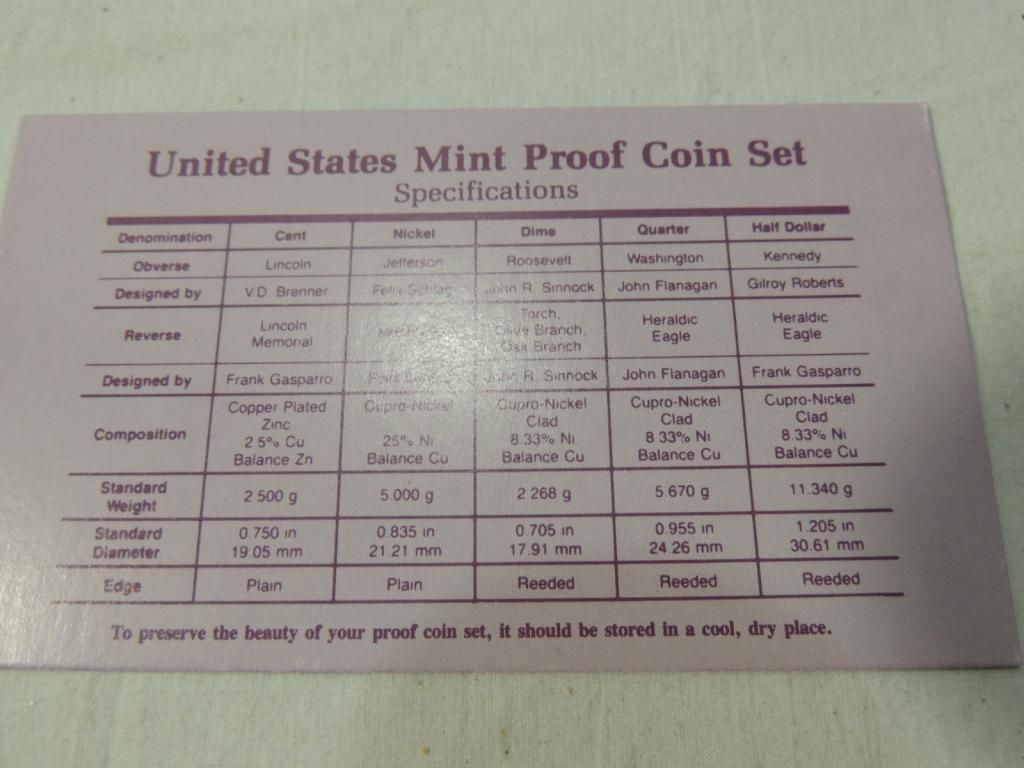 United States Mint Proof Coin Set
Specifications
Denomination Cent Nickel Dime Quarter Half Dollar
Obverse Lincoln Jefferson Roosevelt Washington Kennedy
Designed by V.D. Brenner Felix Schlag John R. Sinnock John Flanagan Gilroy Roberts
Reverse Lincoln Memorial Torch, Olive Branch, Oak Branch Heraldic Eagle Heraldic Eagle
Designed by Frank Gasparro Felix John R. Sinnock John Flanagan Frank Gasparro
Composition Copper Plated Zinc 2 5% Cu Balance Zn Cupro-Nickel 25% Ni Balance Cu Cupro-Nickel Clad 8.33% Ni Balance Cu Cupro-Nickel Clad 8 33% Ni Balance Cu Cupro-Nickel Clad 8.33% Ni Balance Cu
Standard Weight 2 500 g 5.000 g 2 268 g 5 670 g 11.340 g
Standard Diameter 0.750 in 19 05 mm 0.835 in 21.21 mm 0.705 in 17.91 mm 0.955 in 24.26 mm 1.205 in 30.61 mm
Edge Plain Plain Reeded Reeded Reeded
To preserve the beauty of your proof coin set, it should be stored in a cool, dry place.